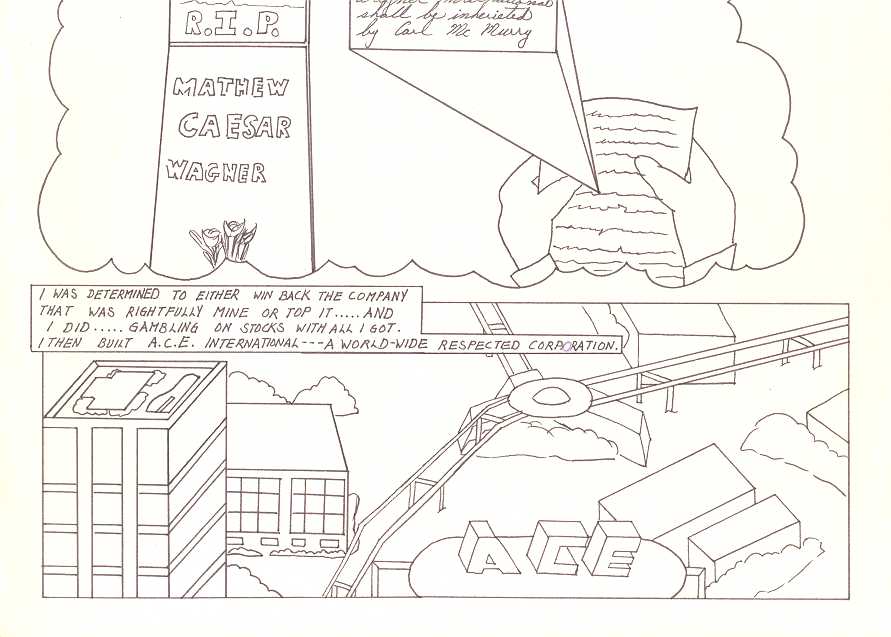 R.I.P.
shall be inherieted
by Carl Mc Murry
MATHEW
CAESAR
WAGNER
I WAS DETERMINED TO EITHER WIN BACK THE COMPANY
THAT WAS RIGHTFULLY MINE OR TOP IT.....AND
I DID..... GAMBLING ON STOCKS WITH ALL I GOT.
I THEN BUILT A.C.E. INTERNATIONAL---A WORLD-WIDE RESPECTED CORPORATION.
ACE